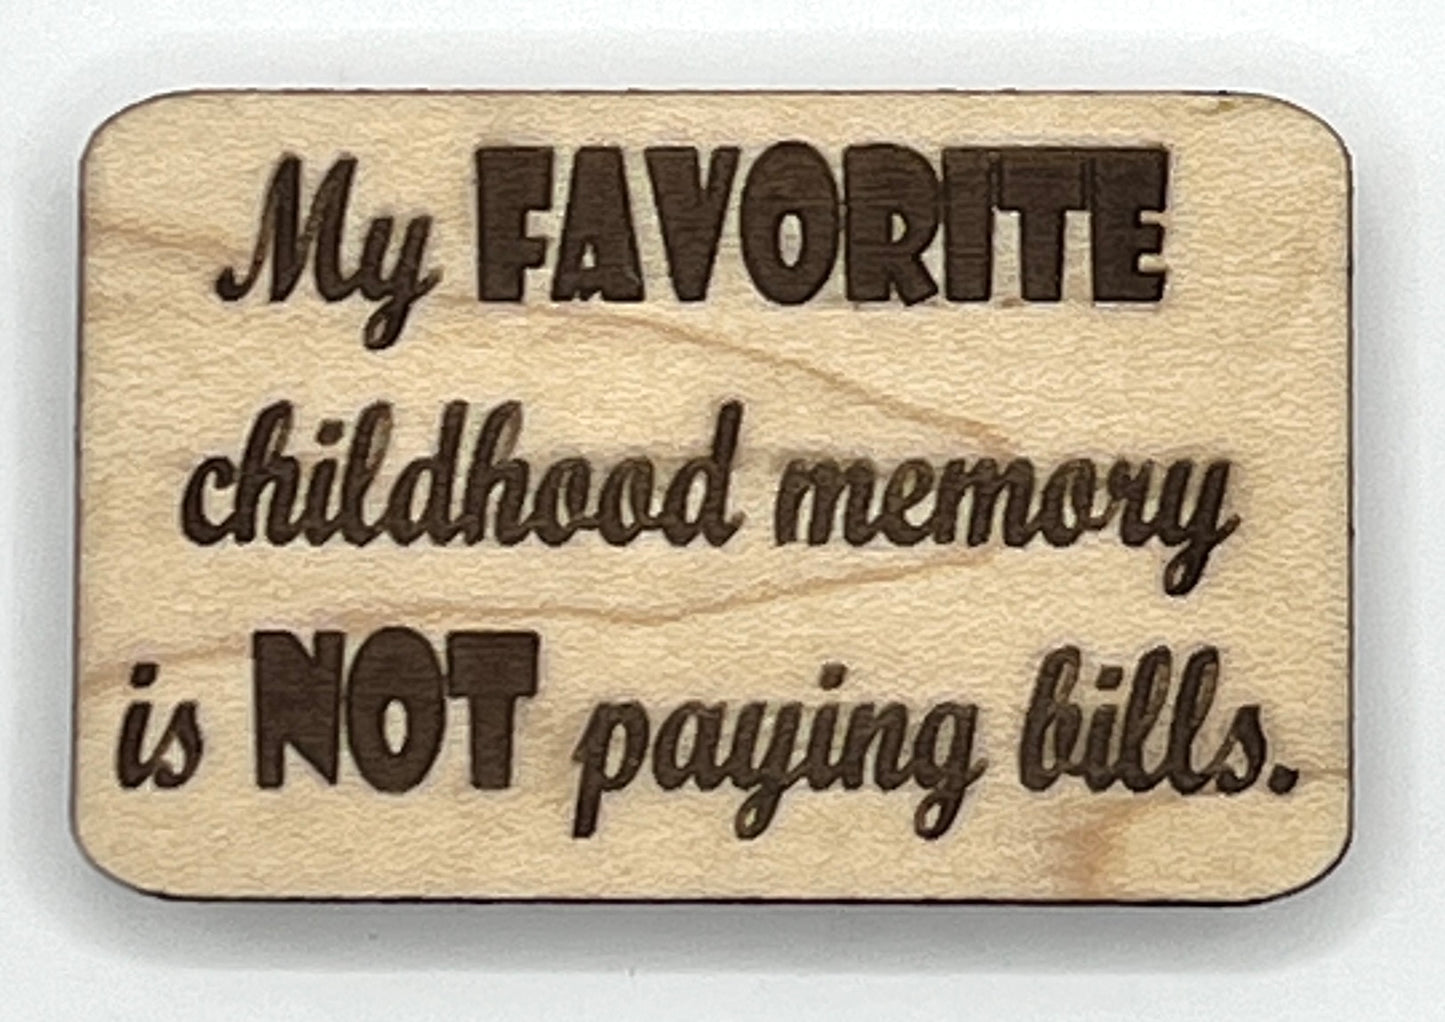 My FAVORITE
childhood memory
is NOT paying bills.